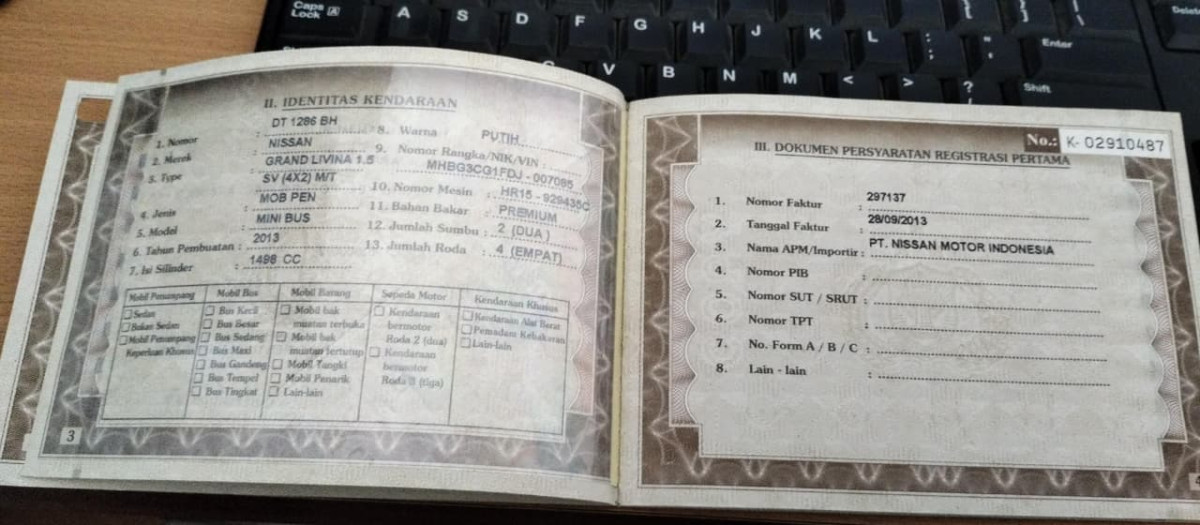 Caps
Lock A
A S D F G H J K L : ; " ' Enter
V B N M < > ? / Shift
Delete
II. IDENTITAS KENDARAAN
1. Nomor : DT 1286 BH
2. Merek : NISSAN
3. Type : GRAND LIVINA 1.5
SV (4X2) M/T
4. Jenis : MOB PEN
5. Model : MINI BUS
6. Tahun Pembuatan : 2013
7. Isi Silinder : 1498 CC
8. Warna : PUTIH
9. Nomor Rangka/NIK/VIN :
MHBG3CG1FDJ - 007085
10. Nomor Mesin : HR15 - 929435C
11. Bahan Bakar : PREMIUM
12. Jumlah Sumbu : 2 (DUA )
13. Jumlah Roda : 4 (EMPAT)
Mobil Penumpang
Sedan
Bukan Sedan
Mobil Penumpang
Keperluan Khusus
Mobil Bus
Bus Kecil
Bus Besar
Bus Sedang
Bus Maxi
Bus Gandeng
Bus Tempel
Bus Tingkat
Mobil Barang
Mobil bak
muatan terbuka
Mobil bak
muatan tertutup
Mobil Tangki
Mobil Penarik
Lain-lain
Sepeda Motor
Kendaraan
bermotor
Roda 2 (dua)
Kendaraan
bermotor
Roda 3 (tiga)
Kendaraan Khusus
Kendaraan Alat Berat
Pemadam Kebakaran
Lain-lain
3
No.: K- 02910487
III. DOKUMEN PERSYARATAN REGISTRASI PERTAMA
1. Nomor Faktur : 297137
2. Tanggal Faktur : 28/09/2013
3. Nama APM/Importir : PT. NISSAN MOTOR INDONESIA
4. Nomor PIB :
5. Nomor SUT / SRUT :
6. Nomor TPT :
7. No. Form A / B / C :
8. Lain - lain :